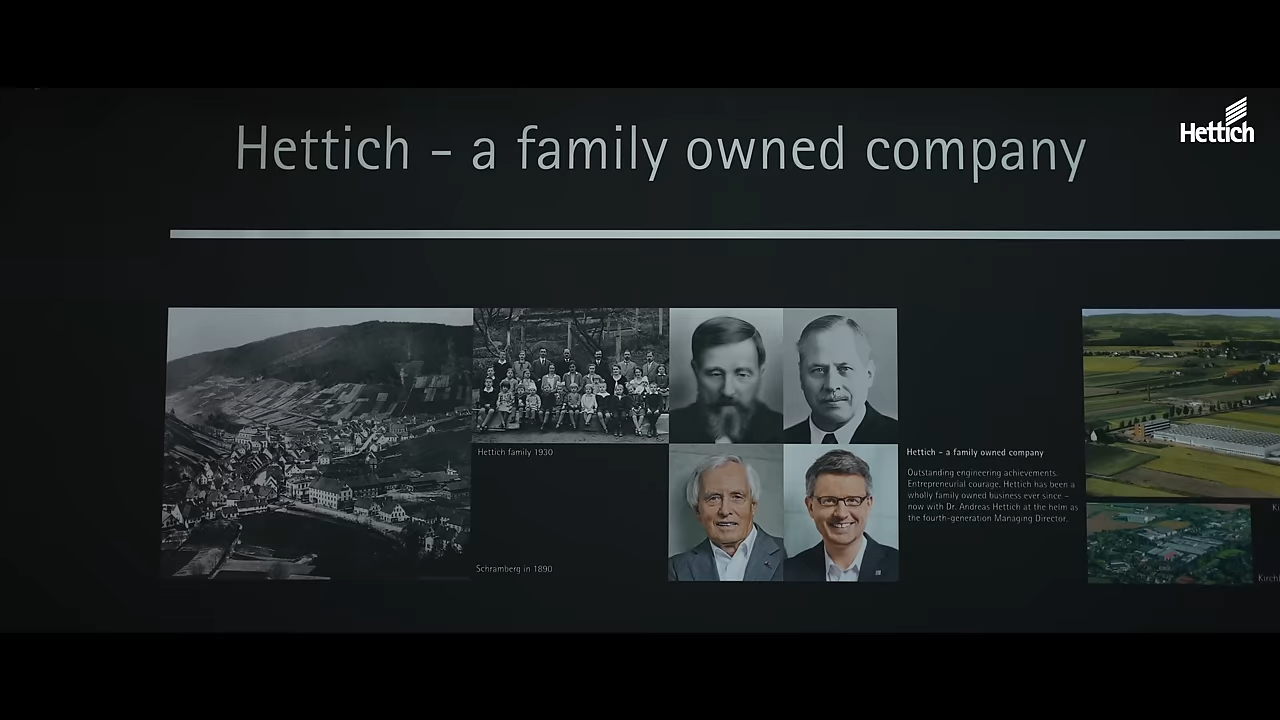 Hettich - a family owned company
Hettich
Hettich family 1930
Schramberg in 1890
Hettich - a family owned company
Outstanding engineering achievements.
Entrepreneurial courage. Hettich has been a
wholly family owned business ever since –
now with Dr. Andreas Hettich at the helm as
the fourth-generation Managing Director.